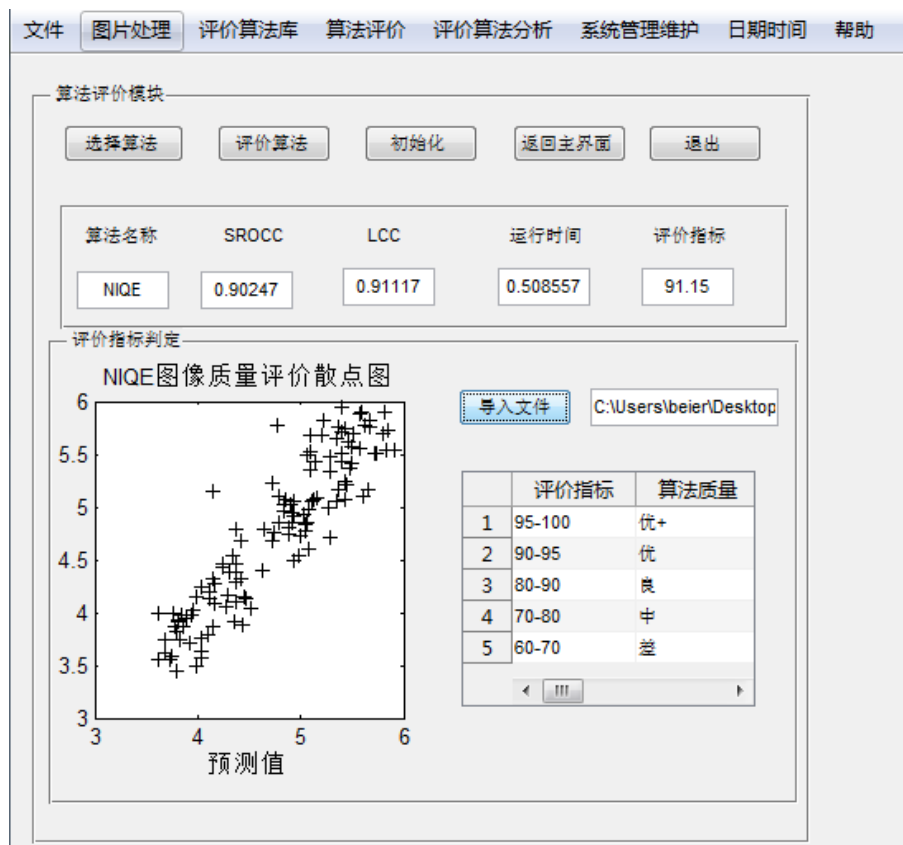 文件 图片处理 评价算法库 算法评价 评价算法分析 系统管理维护 日期时间 帮助
算法评价模块
选择算法 评价算法 初始化 返回主界面 退出
算法名称 SROCC LCC 运行时间 评价指标
NIQE 0.90247 0.91117 0.508557 91.15
评价指标判定
NIQE图像质量评价散点图
导入文件 C:\Users\beier\Desktop
6
5.5
5
4.5
4
3.5
3
3 4 5 6
预测值
评价指标 算法质量
1 95-100 优+
2 90-95 优
3 80-90 良
4 70-80 中
5 60-70 差